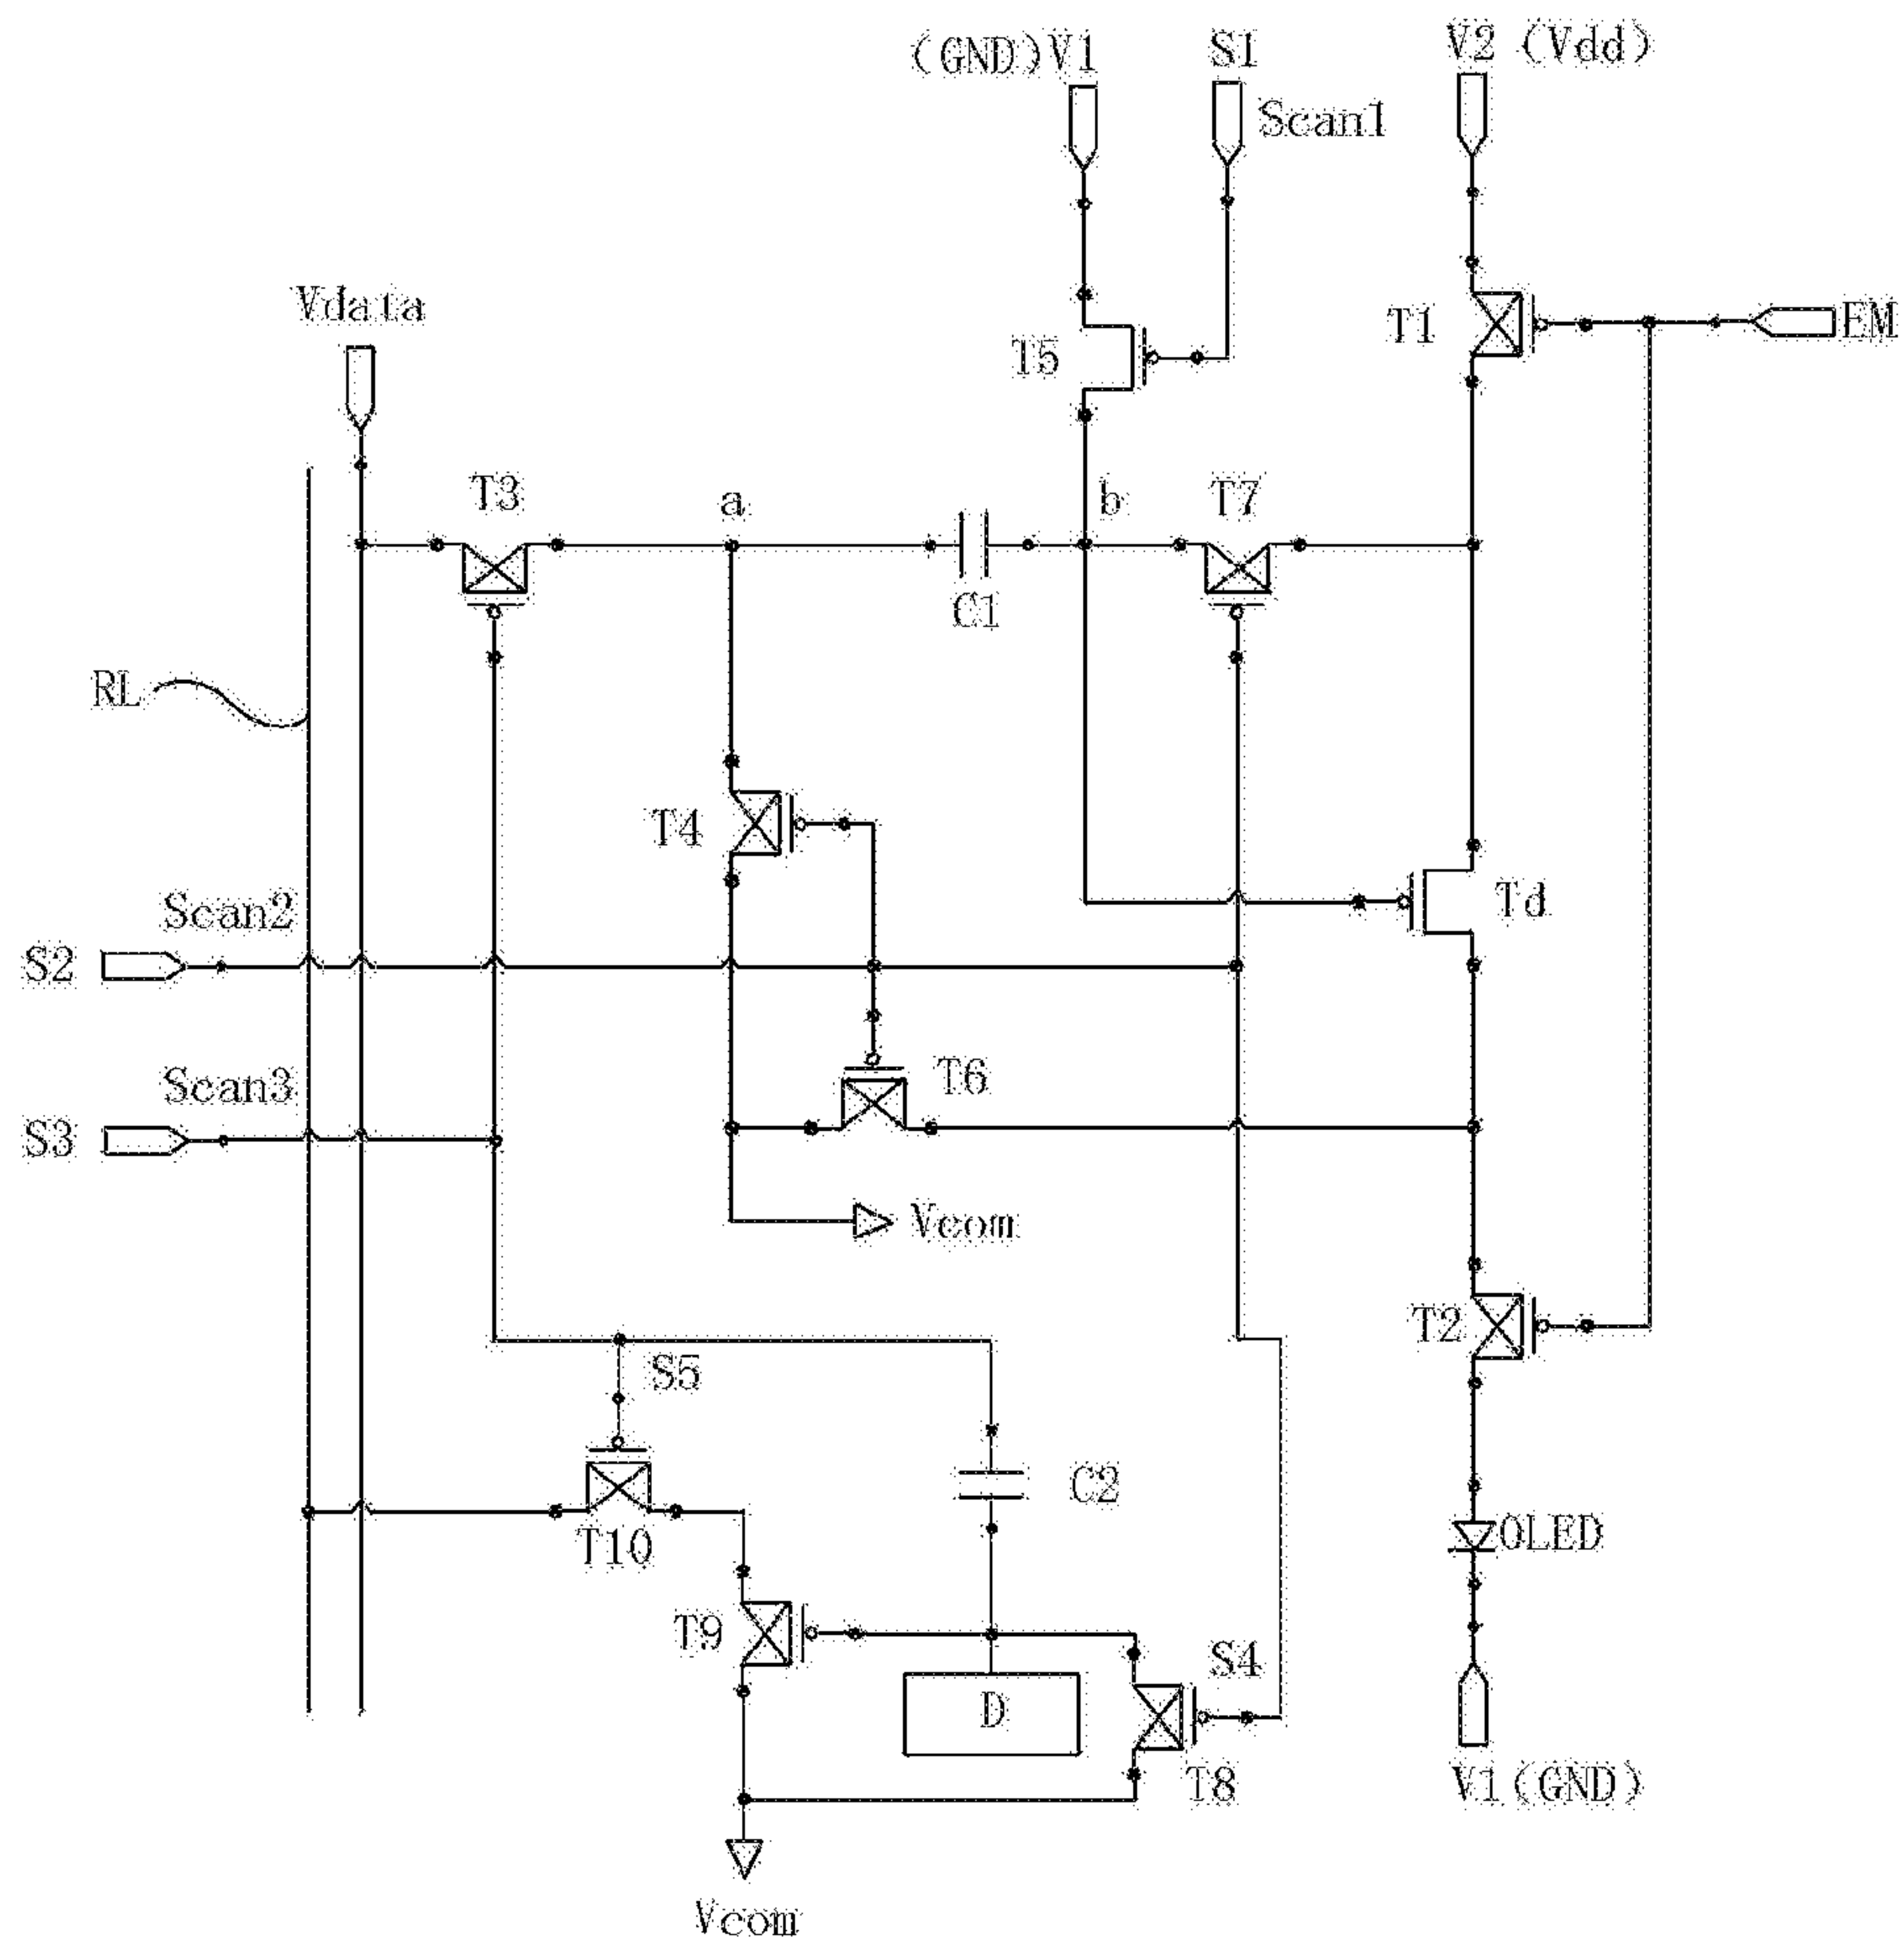 (GND)V1
S1
V2 (Vdd)
Scan1
Vdata
T5
T1
EM
T3
a
b
T7
C1
RL
T4
Scan2
Td
S2
T6
Scan3
S3
Vcom
T2
S5
C2
OLED
T10
T9
S4
D
T8
V1(GND)
Vcom